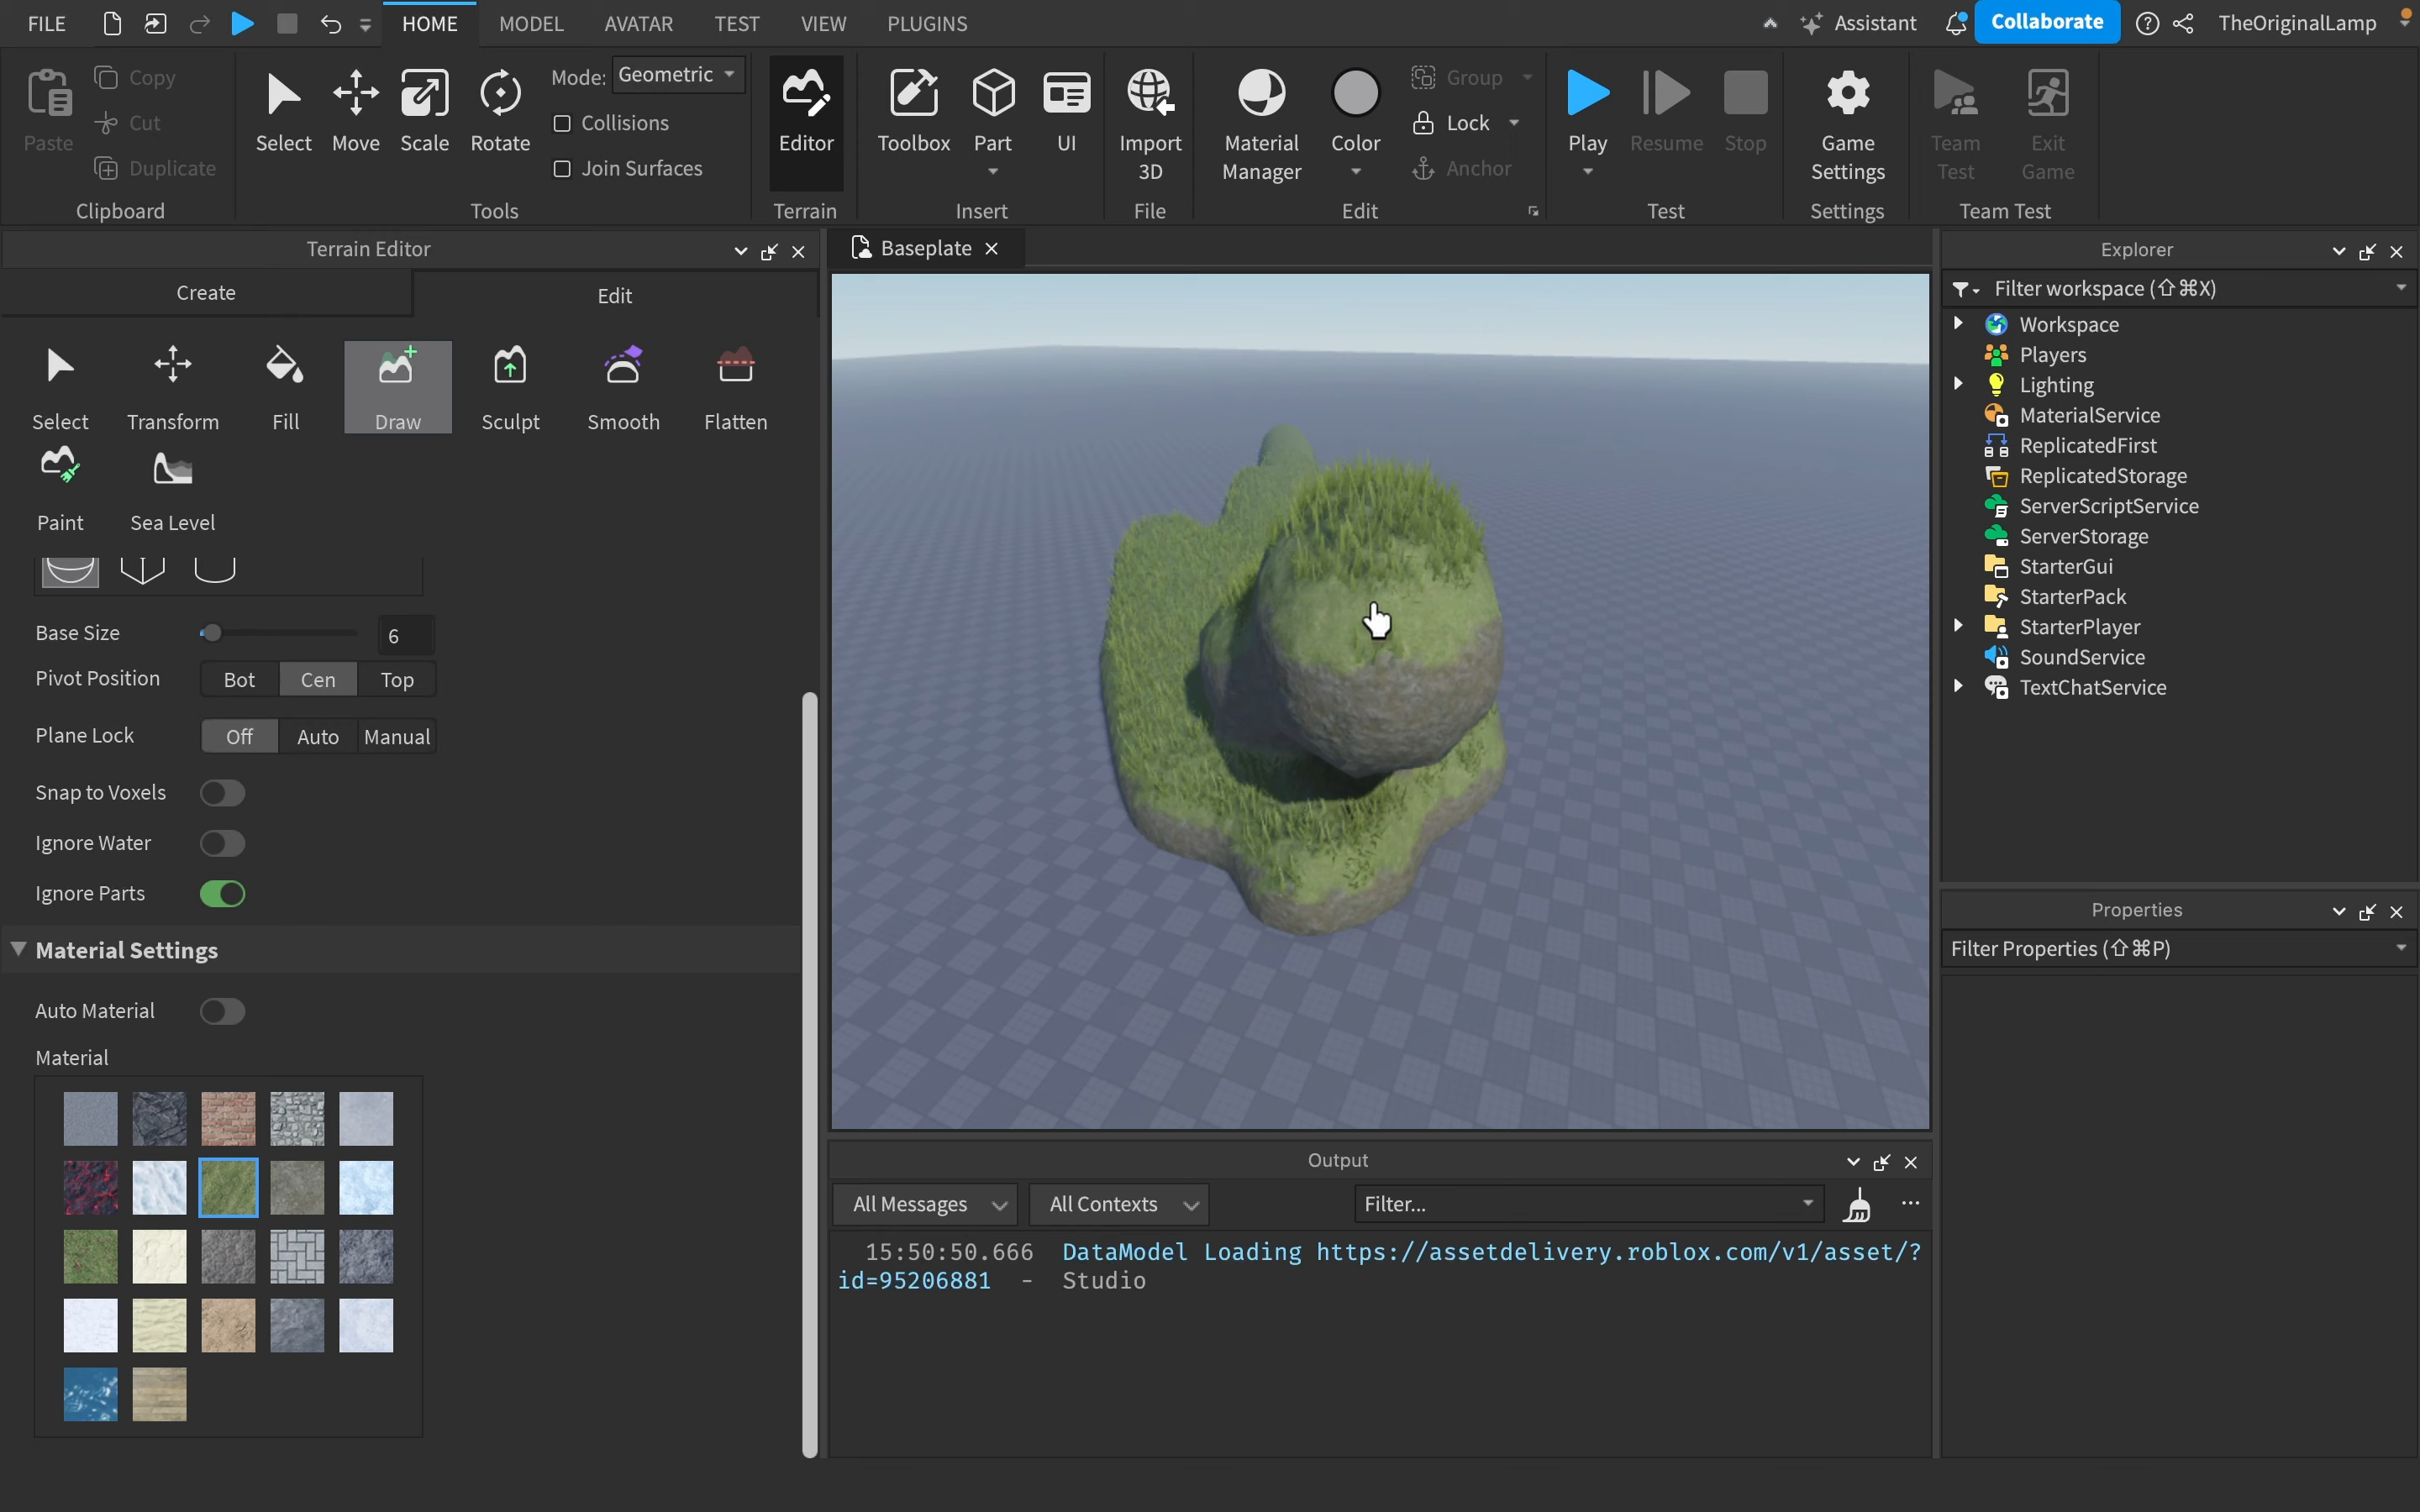 FILE
HOME
MODEL
AVATAR
TEST
VIEW
PLUGINS
Assistant
Collaborate
TheOriginalLamp
Paste
Copy
Cut
Duplicate
Clipboard
Select
Move
Scale
Rotate
Mode: Geometric
Collisions
Join Surfaces
Tools
Editor
Terrain
Toolbox
Part
UI
Insert
Import
3D
File
Material
Manager
Color
Group
Lock
Anchor
Edit
Play
Resume
Stop
Test
Game
Settings
Settings
Team
Test
Exit
Game
Team Test
Terrain Editor
Create
Edit
Select
Transform
Fill
Draw
Sculpt
Smooth
Flatten
Paint
Sea Level
Base Size
6
Pivot Position
Bot
Cen
Top
Plane Lock
Off
Auto
Manual
Snap to Voxels
Ignore Water
Ignore Parts
Material Settings
Auto Material
Material
Baseplate
Output
All Messages
All Contexts
Filter...
15:50:50.666 DataModel Loading https://assetdelivery.roblox.com/v1/asset/?
id=95206881 - Studio
Explorer
Filter workspace (⇧⌘X)
Workspace
Players
Lighting
MaterialService
ReplicatedFirst
ReplicatedStorage
ServerScriptService
ServerStorage
StarterGui
StarterPack
StarterPlayer
SoundService
TextChatService
Properties
Filter Properties (⇧⌘P)